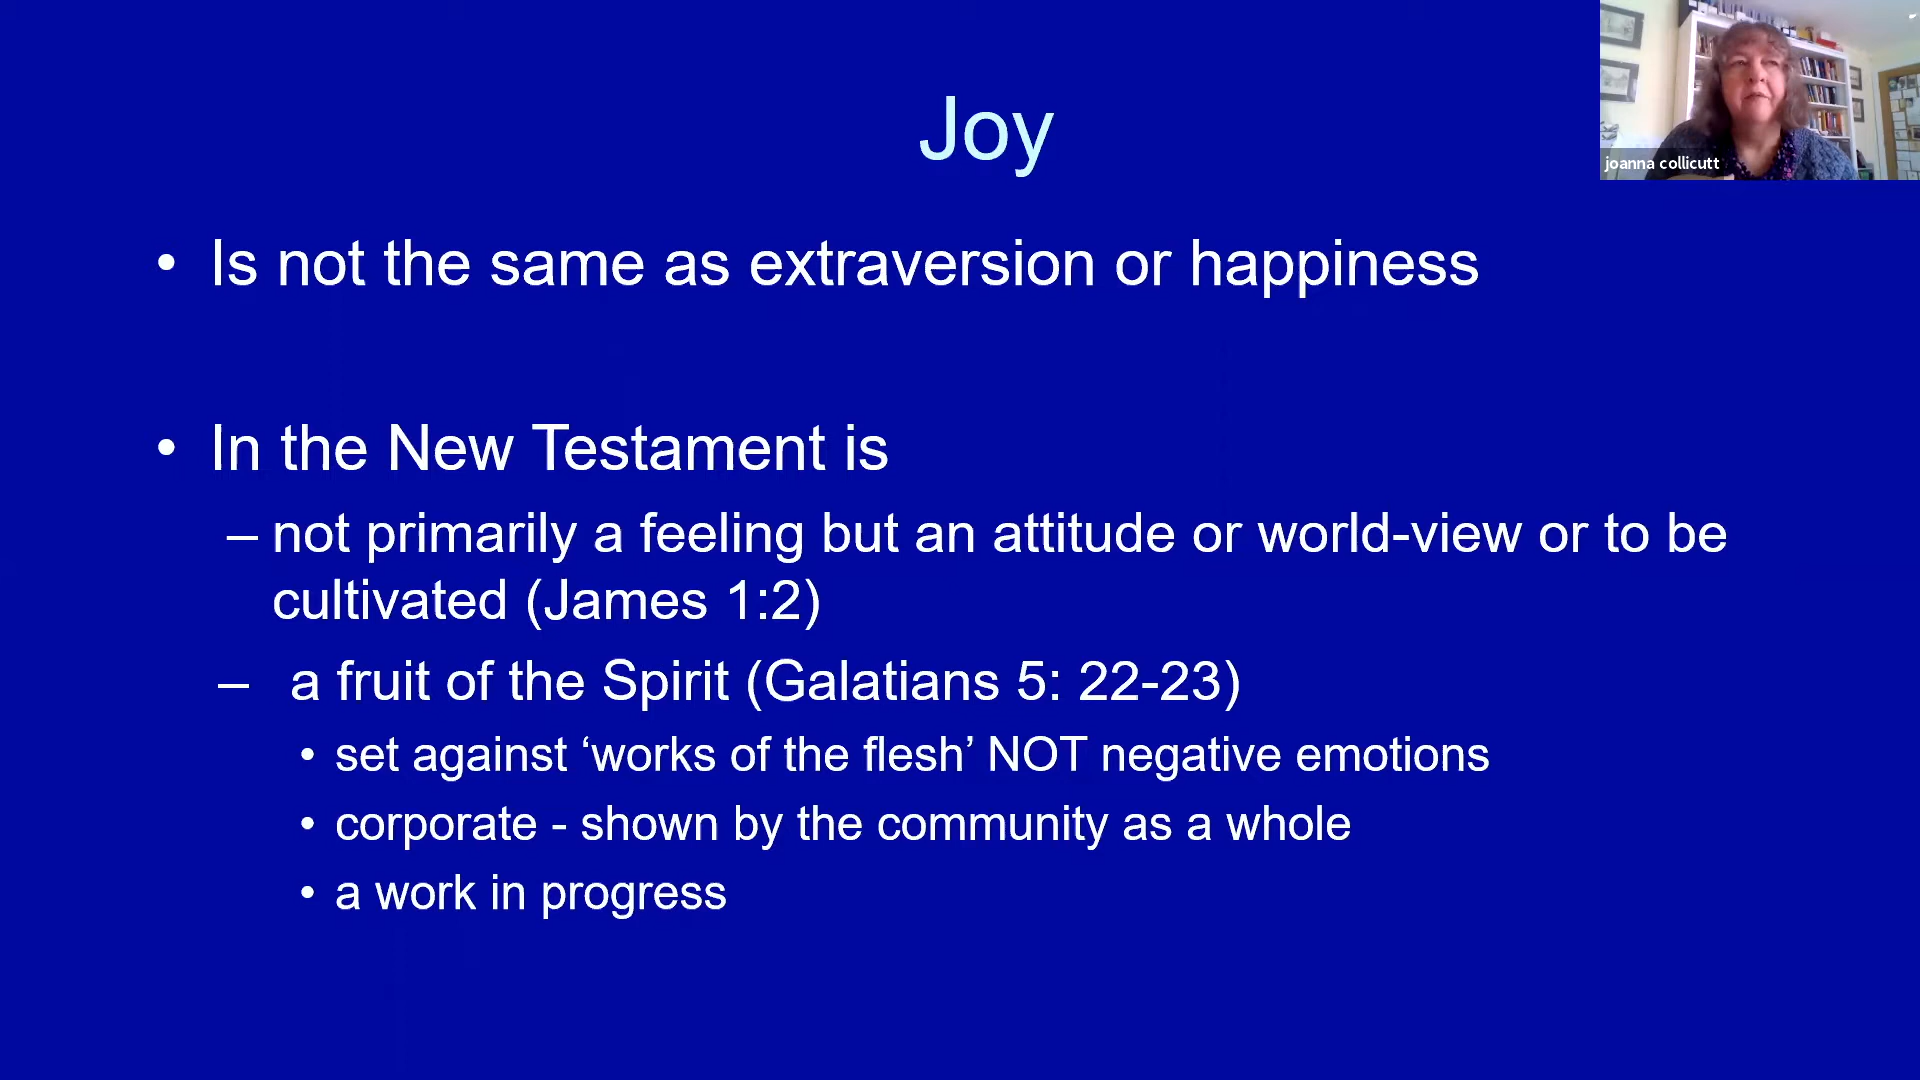 Joy
joanna collicutt
• Is not the same as extraversion or happiness
• In the New Testament is
– not primarily a feeling but an attitude or world-view or to be
cultivated (James 1:2)
– a fruit of the Spirit (Galatians 5: 22-23)
• set against ‘works of the flesh’ NOT negative emotions
• corporate - shown by the community as a whole
• a work in progress